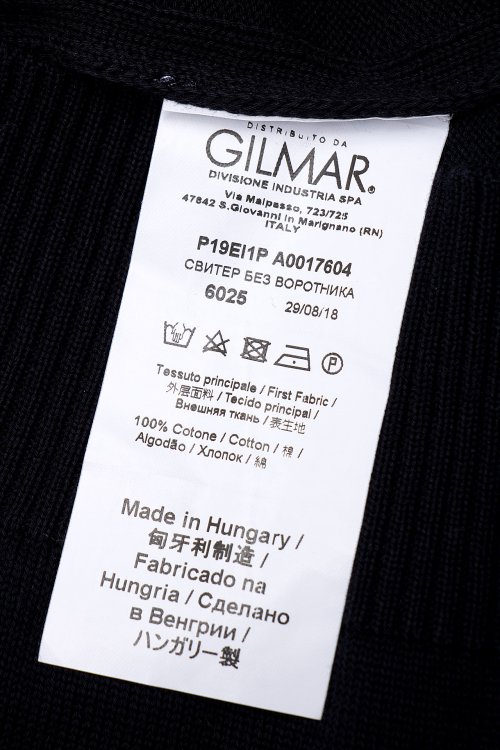 DISTRIBUITO DA
GILMAR®
DIVISIONE INDUSTRIA SPA
Via Malpasso, 723/725
47842 S.Giovanni in Marignano (RN)
ITALY
P19EI1P A0017604
СВИТЕР БЕЗ ВОРОТНИКА
6025 29/08/18
P
Tessuto principale / First Fabric /
外层面料 / Tecido principal /
Внешняя ткань / 表生地
100% Cotone / Cotton / 棉 /
Algodão / Хлопок / 綿
Made in Hungary /
匈牙利制造 /
Fabricado na
Hungria / Сделано
в Венгрии /
ハンガリー製